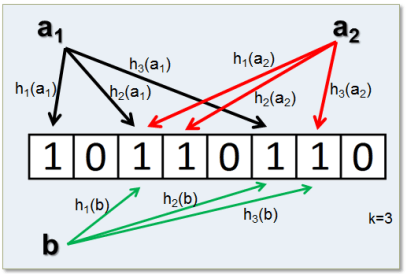 a1 a2
h3(a1) h1(a2)
h1(a1) h2(a1) h2(a2) h3(a2)
1 0 1 1 0 1 1 0
h1(b) h2(b)
h3(b) k=3
b